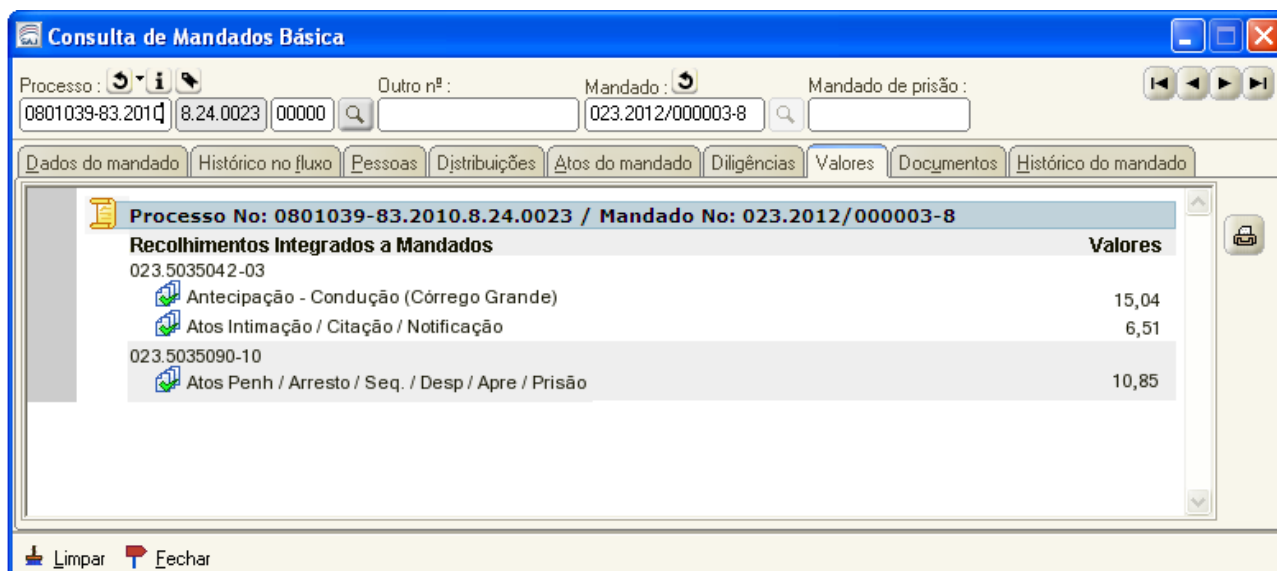 Consulta de Mandados Básica
Processo : Outro nº : Mandado : Mandado de prisão :
0801039-83.2010 8.24.0023 00000 023.2012/000003-8
Dados do mandado Histórico no fluxo Pessoas Distribuições Atos do mandado Diligências Valores Documentos Histórico do mandado
Processo No: 0801039-83.2010.8.24.0023 / Mandado No: 023.2012/000003-8
Recolhimentos Integrados a Mandados Valores
023.5035042-03
Antecipação - Condução (Córrego Grande) 15,04
Atos Intimação / Citação / Notificação 6,51
023.5035090-10
Atos Penh / Arresto / Seq. / Desp / Apre / Prisão 10,85
Limpar Fechar